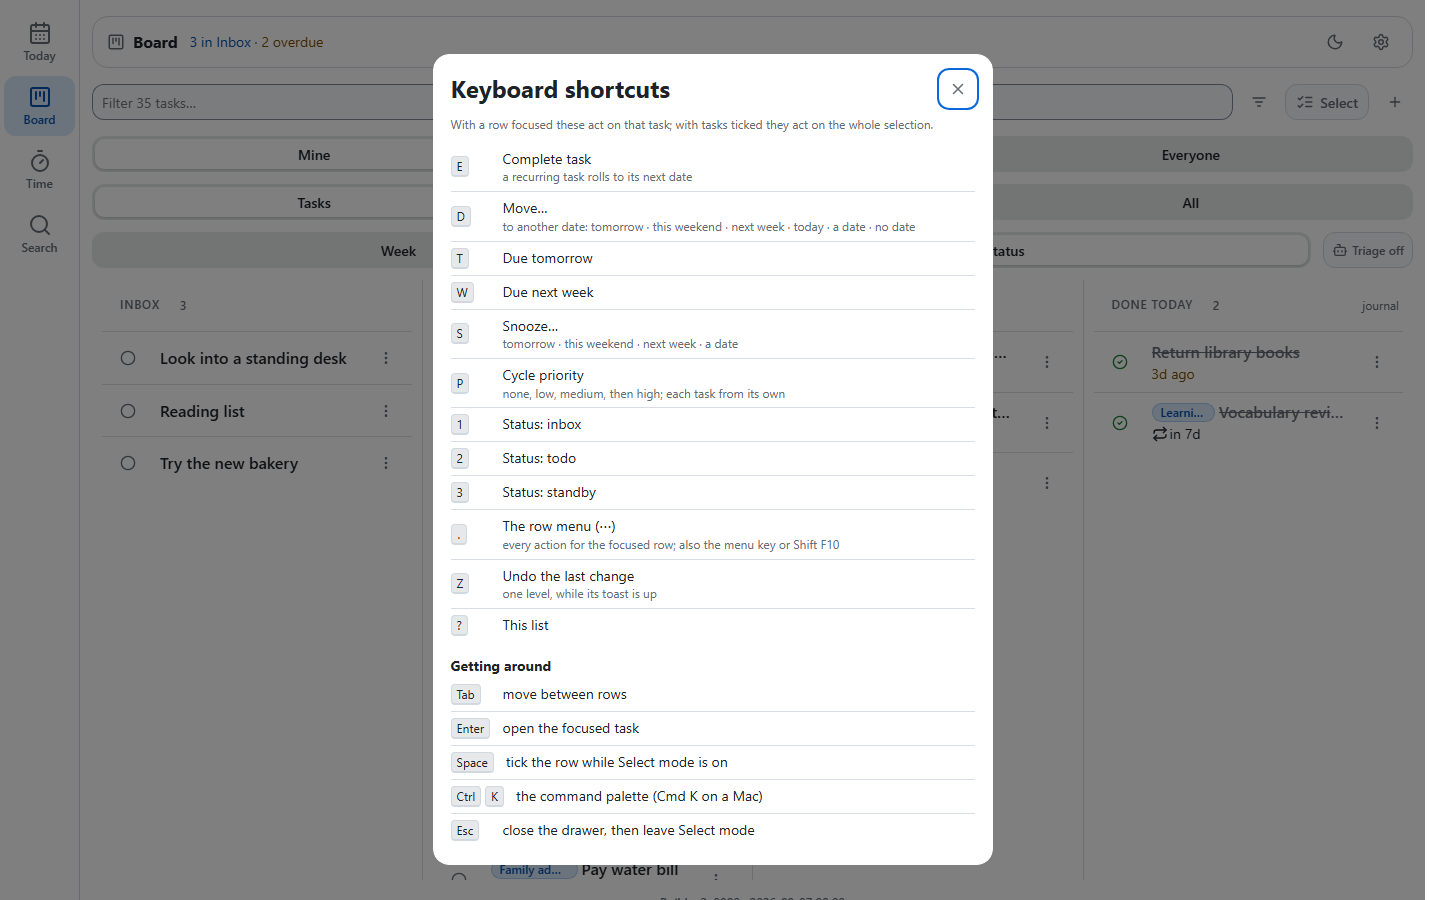 Today
Board
Time
Search
Board 3 in Inbox · 2 overdue
Filter 35 tasks...
Select
Mine
Everyone
Tasks
All
Week
Triage off
INBOX 3
Look into a standing desk
Reading list
Try the new bakery
Keyboard shortcuts
With a row focused these act on that task; with tasks ticked they act on the whole selection.
E Complete task
a recurring task rolls to its next date
D Move...
to another date: tomorrow · this weekend · next week · today · a date · no date
T Due tomorrow
W Due next week
S Snooze...
tomorrow · this weekend · next week · a date
P Cycle priority
none, low, medium, then high; each task from its own
1 Status: inbox
2 Status: todo
3 Status: standby
. The row menu (···)
every action for the focused row; also the menu key or Shift F10
Z Undo the last change
one level, while its toast is up
? This list
Getting around
Tab move between rows
Enter open the focused task
Space tick the row while Select mode is on
Ctrl K the command palette (Cmd K on a Mac)
Esc close the drawer, then leave Select mode
Family ad... Pay water bill
DONE TODAY 2 journal
Return library books
3d ago
Learni... Vocabulary revi...
in 7d